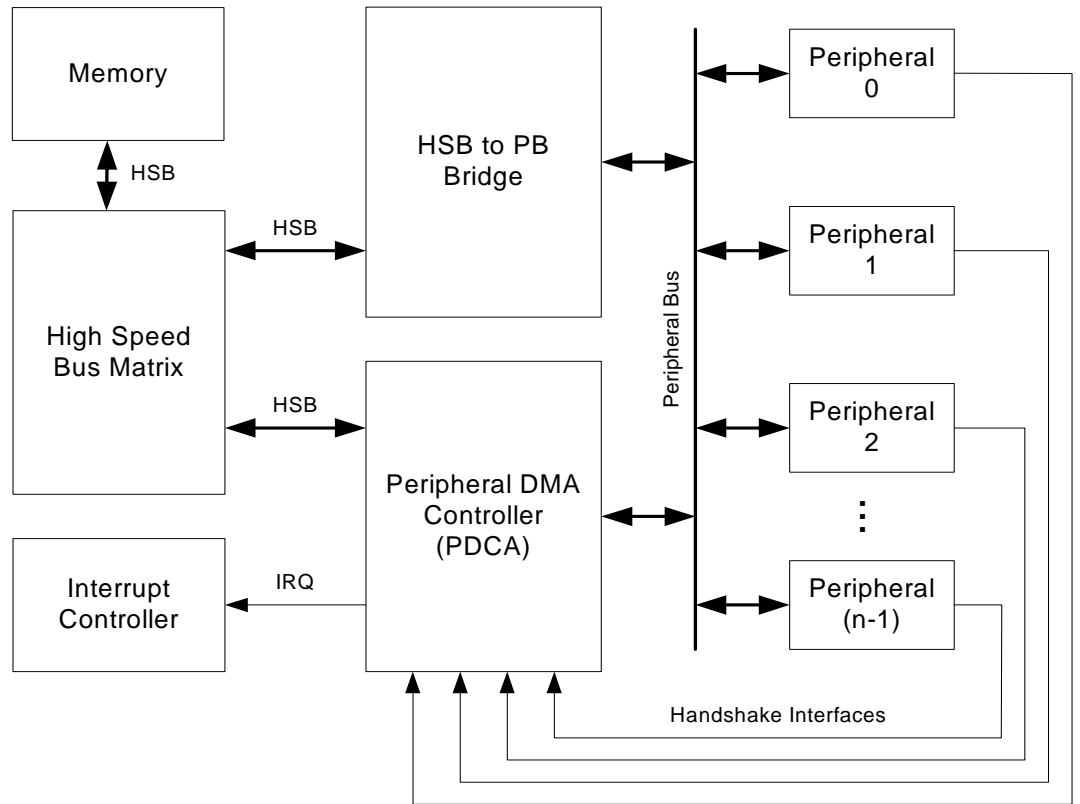 Memory
HSB
High Speed
Bus Matrix
HSB
HSB
HSB to PB
Bridge
Peripheral DMA
Controller
(PDCA)
Interrupt
Controller
IRQ
Peripheral Bus
Peripheral
0
Peripheral
1
Peripheral
2
...
Peripheral
(n-1)
Handshake Interfaces